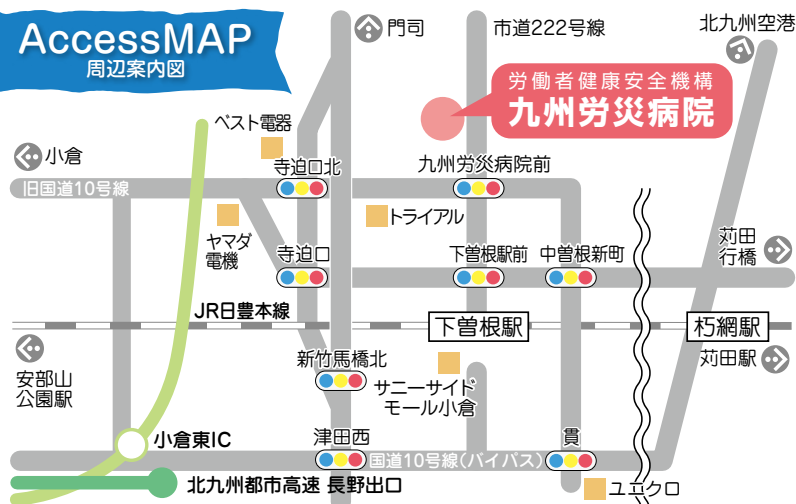 AccessMAP
周辺案内図
門司
市道222号線
北九州空港
労働者健康安全機構
九州労災病院
ベスト電器
小倉
寺迫口北
九州労災病院前
旧国道10号線
トライアル
ヤマダ
電機
寺迫口
下曽根駅前
中曽根新町
苅田
行橋
JR日豊本線
下曽根駅
朽網駅
安部山
公園駅
新竹馬橋北
サニーサイド
モール小倉
苅田駅
小倉東IC
津田西
国道10号線(バイパス)
貫
北九州都市高速 長野出口
ユニクロ